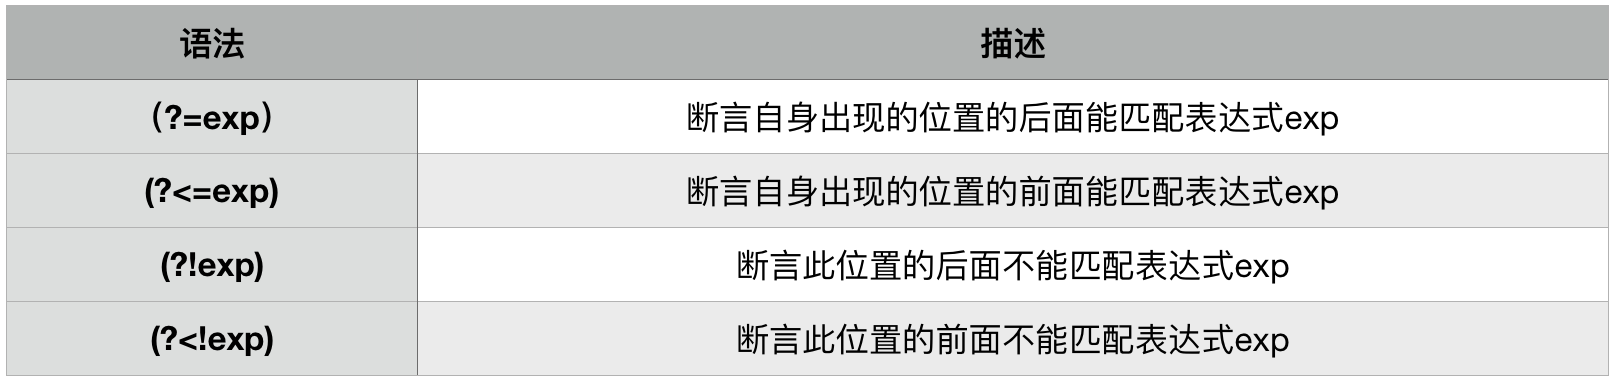 语法 描述
（?=exp） 断言自身出现的位置的后面能匹配表达式exp
(?<=exp) 断言自身出现的位置的前面能匹配表达式exp
(?!exp) 断言此位置的后面不能匹配表达式exp
(?<!exp) 断言此位置的前面不能匹配表达式exp